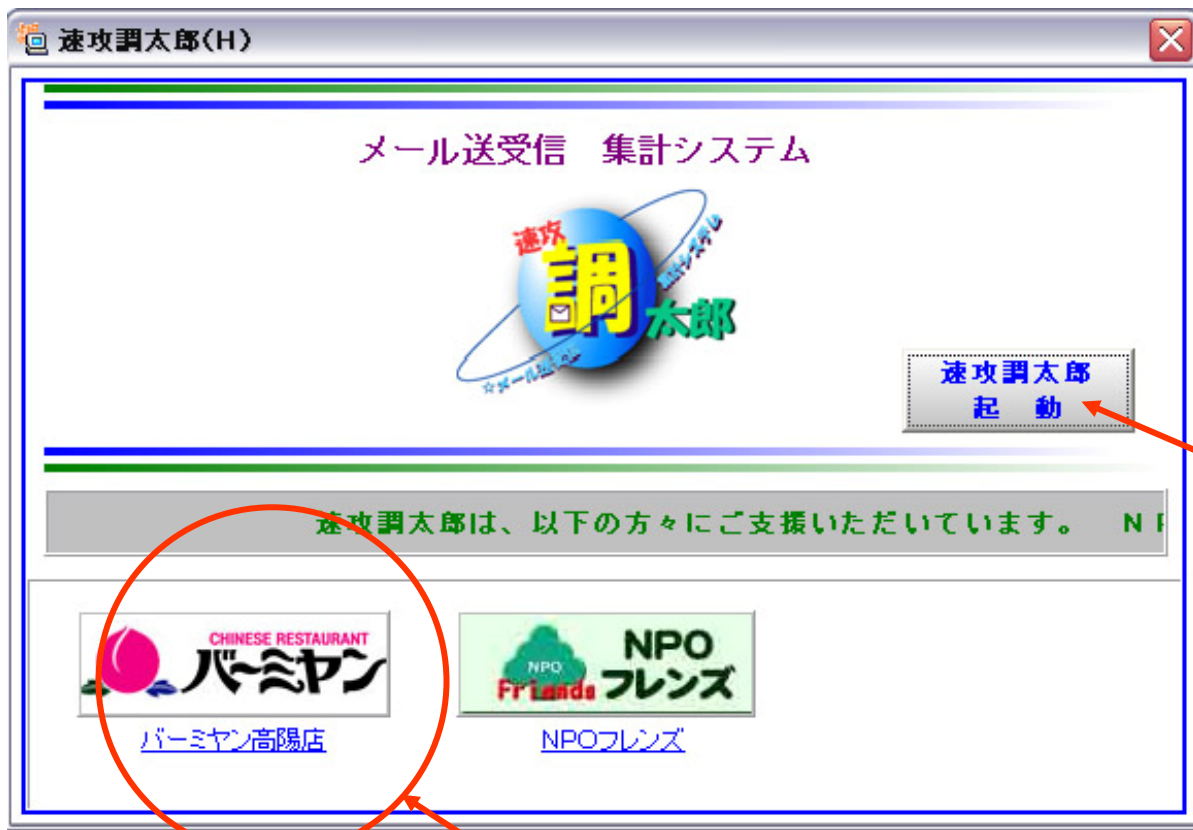 速攻調太郎(H)
メール送受信　集計システム
速攻
調
太郎
速攻調太郎
起　動
速攻調太郎は、以下の方々にご支援いただいています。　N
CHINESE RESTAURANT
バーミヤン
NPO
Friends
NPO
フレンズ
バーミヤン高陽店
NPOフレンズ